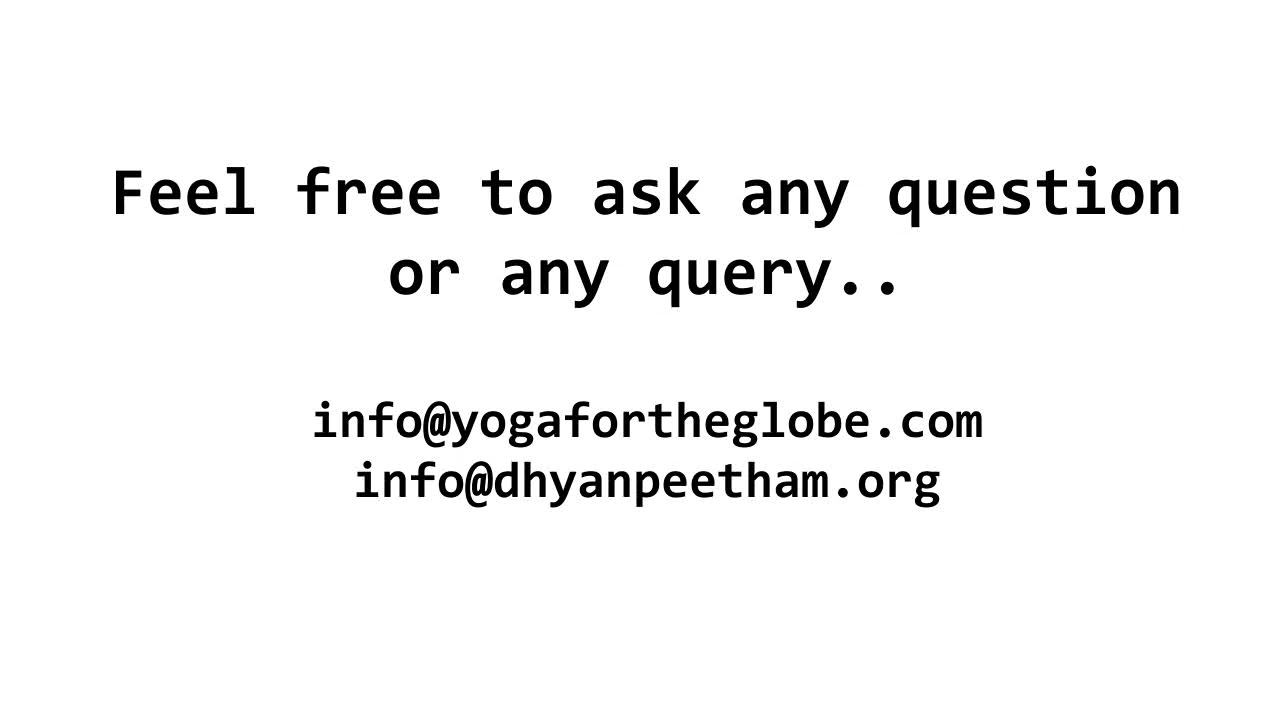 Feel free to ask any question
or any query..
info@yogafortheglobe.com
info@dhyanpeetham.org